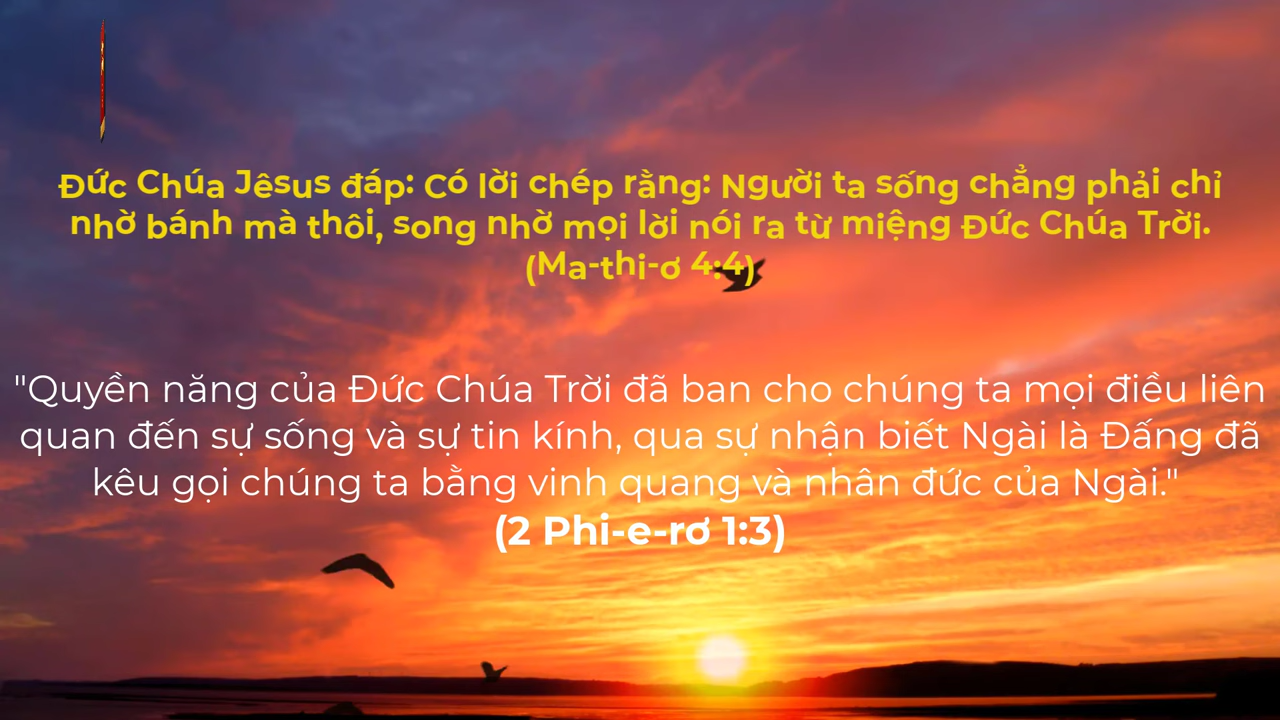 Đức Chúa Jêsus đáp: Có lời chép rằng: Người ta sống chẳng phải chỉ
nhờ bánh mà thôi, song nhờ mọi lời nói ra từ miệng Đức Chúa Trời.
(Ma-thi-ơ 4:4)
"Quyền năng của Đức Chúa Trời đã ban cho chúng ta mọi điều liên
quan đến sự sống và sự tin kính, qua sự nhận biết Ngài là Đấng đã
kêu gọi chúng ta bằng vinh quang và nhân đức của Ngài."
(2 Phi-e-rơ 1:3)